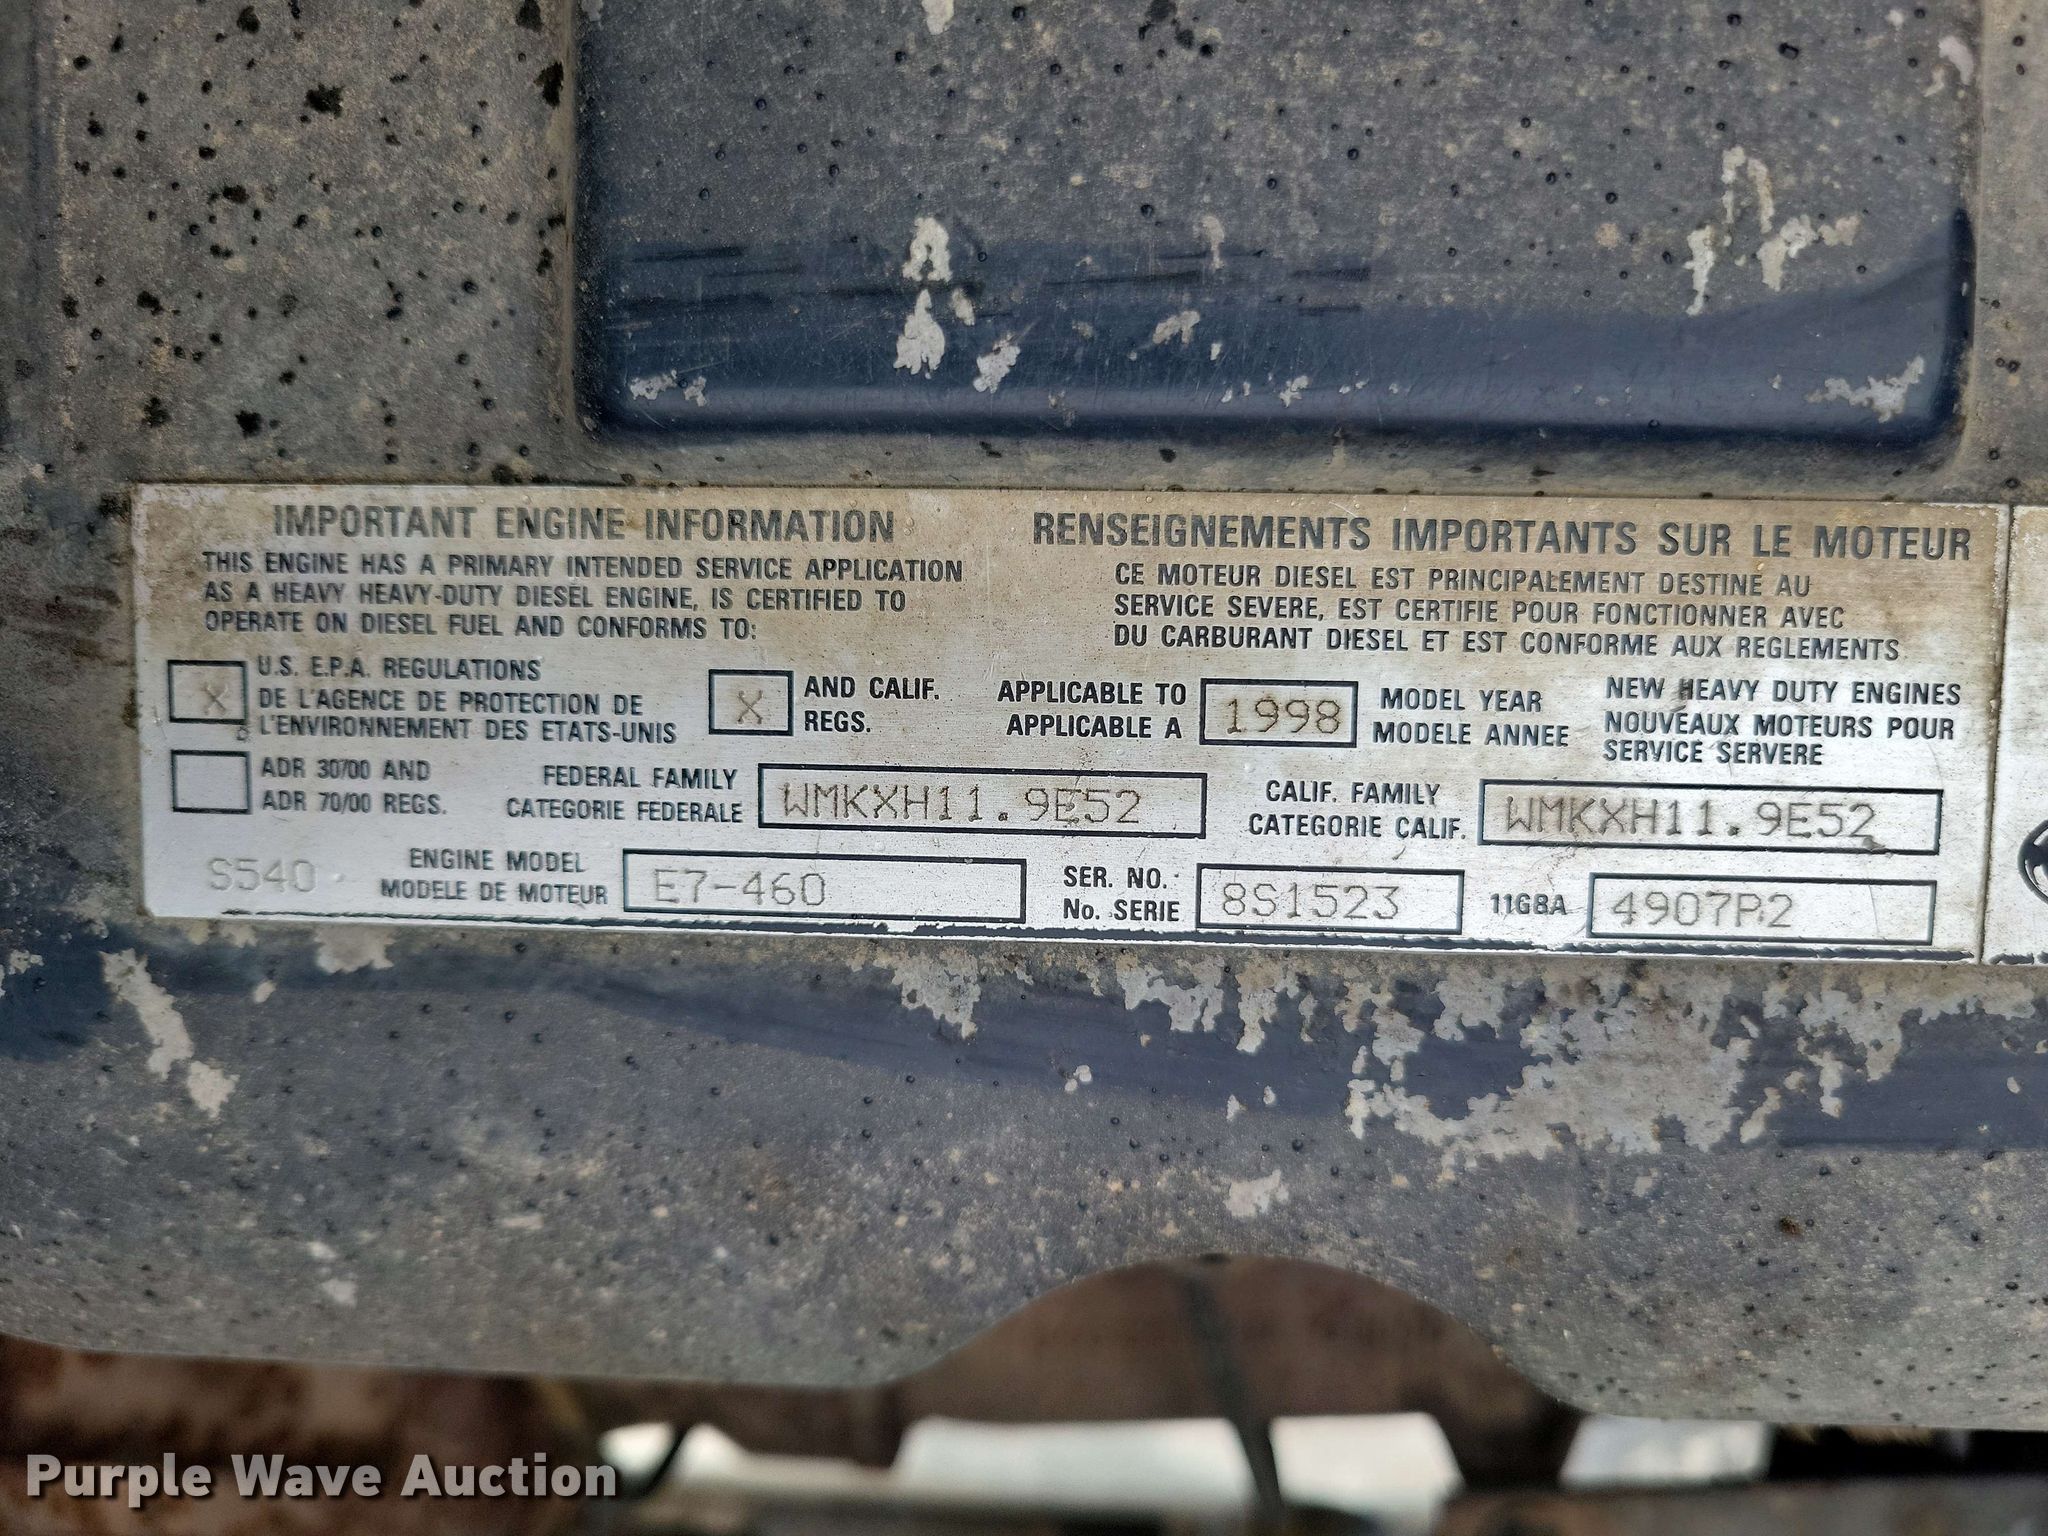 IMPORTANT ENGINE INFORMATION
THIS ENGINE HAS A PRIMARY INTENDED SERVICE APPLICATION
AS A HEAVY HEAVY-DUTY DIESEL ENGINE, IS CERTIFIED TO
OPERATE ON DIESEL FUEL AND CONFORMS TO:
RENSEIGNEMENTS IMPORTANTS SUR LE MOTEUR
CE MOTEUR DIESEL EST PRINCIPALEMENT DESTINE AU
SERVICE SEVERE, EST CERTIFIE POUR FONCTIONNER AVEC
DU CARBURANT DIESEL ET EST CONFORME AUX REGLEMENTS
X
U.S. E.P.A. REGULATIONS
DE L'AGENCE DE PROTECTION DE
L'ENVIRONNEMENT DES ETATS-UNIS
X
AND CALIF.
REGS.
APPLICABLE TO
APPLICABLE A
1998
MODEL YEAR
MODELE ANNEE
NEW HEAVY DUTY ENGINES
NOUVEAUX MOTEURS POUR
SERVICE SERVERE
ADR 30/00 AND
ADR 70/00 REGS.
FEDERAL FAMILY
CATEGORIE FEDERALE
WMKXH11.9E52
CALIF. FAMILY
CATEGORIE CALIF.
WMKXH11.9E52
S540
ENGINE MODEL
MODELE DE MOTEUR
E7-460
SER. NO.
No. SERIE
8S1523
11GBA
4907P2
Purple Wave Auction